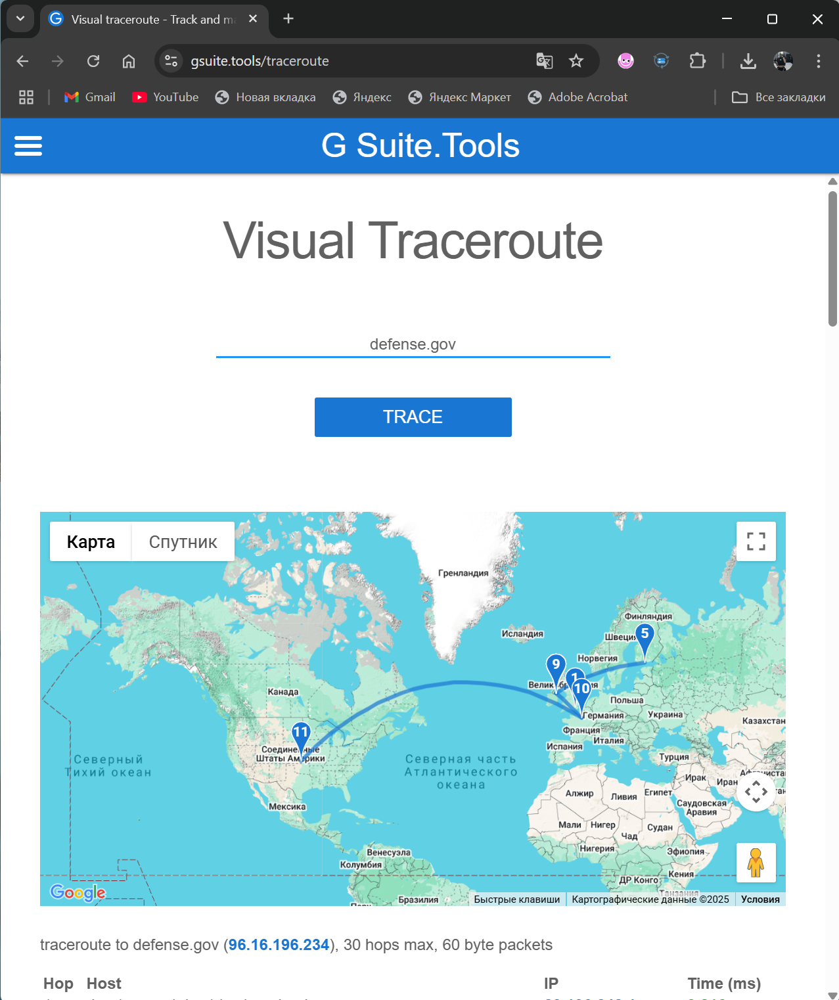 Visual traceroute - Track and m
gsuite.tools/traceroute
Gmail
YouTube
Новая вкладка
Яндекс
Яндекс Маркет
Adobe Acrobat
Все закладки
G Suite.Tools
Visual Traceroute
defense.gov
TRACE
Карта
Спутник
Гренландия
Финляндия
Исландия
Швеция
5
Норвегия
9
1
10
Канада
Польша
Германия
Украина
Казахстан
11
Франция
Италия
Соединенные
Штаты Америки
Испания
Турция
Северный
Тихий океан
Северная часть
Атлантического
океана
Ирак
Иран
Алжир
Ливия
Египет
Саудовская
Аравия
Мексика
Мали
Нигер
Чад
Судан
Нигерия
Эфиопия
Венесуэла
Колумбия
ДР Конго
Кения
Танзания
Бразилия
Google
Быстрые клавиши
Картографические данные ©2025
Условия
traceroute to defense.gov (96.16.196.234), 30 hops max, 60 byte packets
Hop Host IP Time (ms)